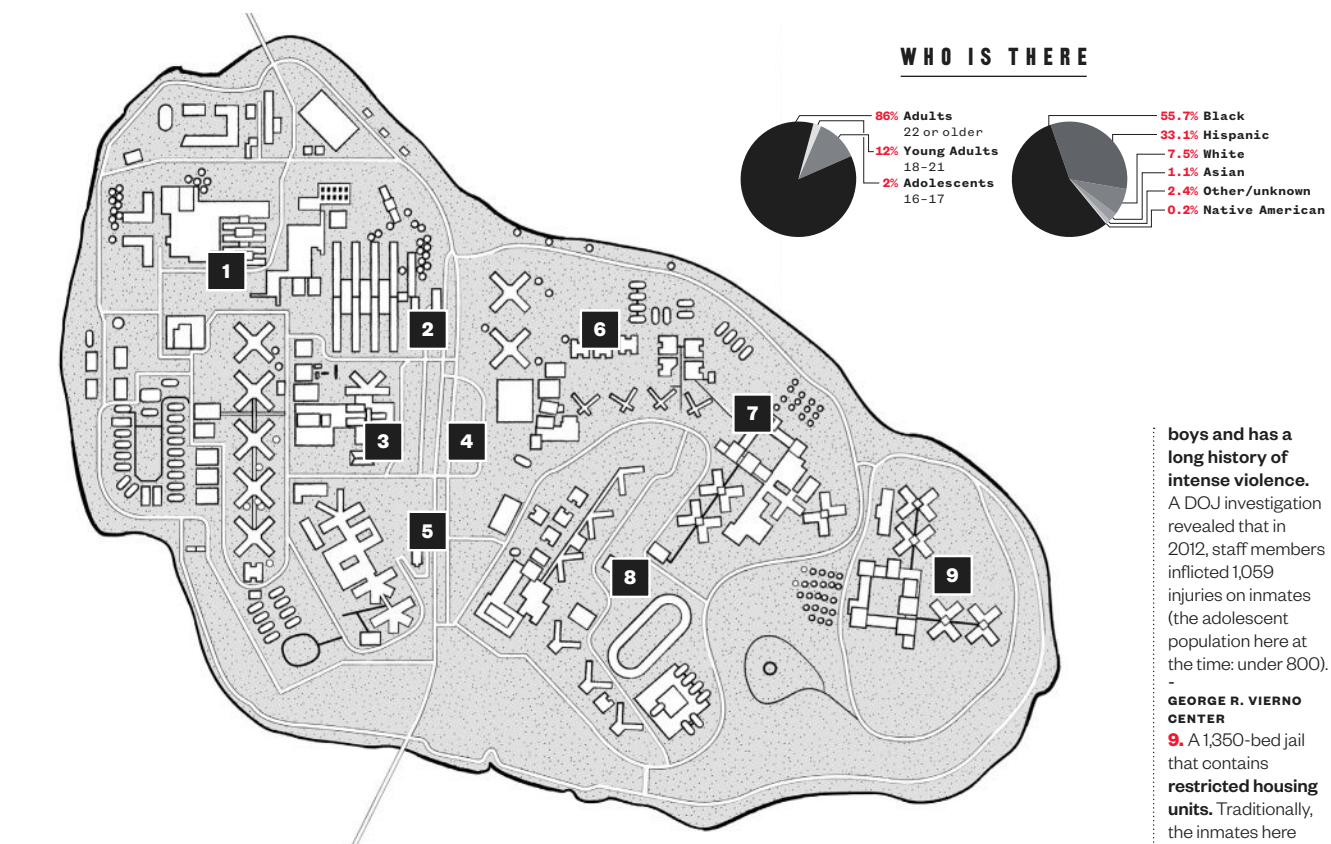 WHO IS THERE
86% Adults
22 or older
12% Young Adults
18–21
2% Adolescents
16–17
55.7% Black
33.1% Hispanic
7.5% White
1.1% Asian
2.4% Other/unknown
0.2% Native American
1
2
3
4
5
6
7
8
9
boys and has a
long history of
intense violence.
A DOJ investigation
revealed that in
2012, staff members
inflicted 1,059
injuries on inmates
(the adolescent
population here at
the time: under 800).
-
GEORGE R. VIERNO
CENTER
9. A 1,350-bed jail
that contains
restricted housing
units. Traditionally,
the inmates here